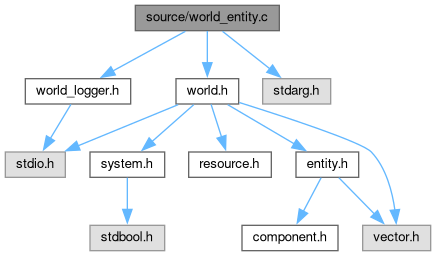 source/world_entity.c
world_logger.h
world.h
stdarg.h
stdio.h
system.h
resource.h
entity.h
stdbool.h
component.h
vector.h